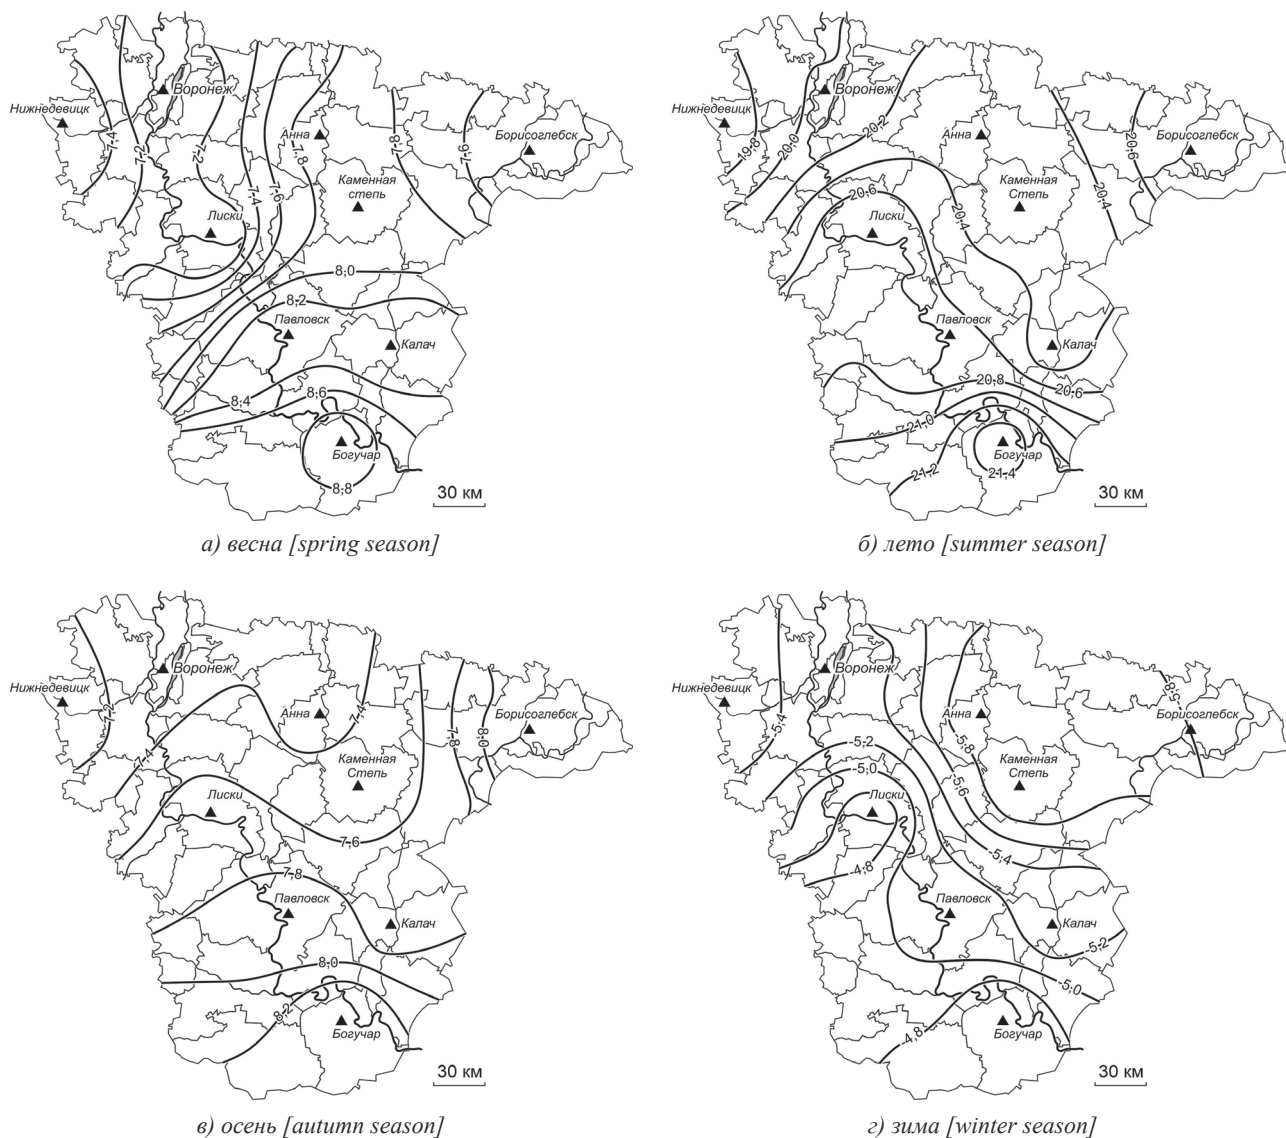 Воронеж
Нижнедевицк
7,4
7,2
7,2
Анна
7,8
7,8
7,6
Борисоглебск
Каменная
степь
7,4
7,6
Лиски
8,0
8,2
Павловск
Калач
8,4
8,6
Богучар
8,8
30 км
а) весна [spring season]
Воронеж
Нижнедевицк
19,8
20,0
20,2
Анна
20,6
Борисоглебск
Каменная
Степь
20,6
20,4
20,4
Лиски
Павловск
Калач
20,8
20,6
21,0
Богучар
21,2
21,4
30 км
б) лето [summer season]
Воронеж
Нижнедевицк
7,2
Анна
7,4
7,8
8,0
Борисоглебск
7,4
Каменная
Степь
Лиски
7,6
7,8
Павловск
Калач
8,0
8,2
Богучар
30 км
в) осень [autumn season]
Воронеж
Нижнедевицк
-5,4
Анна
-5,8
-5,8
Борисоглебск
-5,2
-5,0
Каменная
Степь
-5,6
Лиски
-5,4
-4,8
Павловск
Калач
-5,2
-5,0
-4,8
Богучар
30 км
г) зима [winter season]